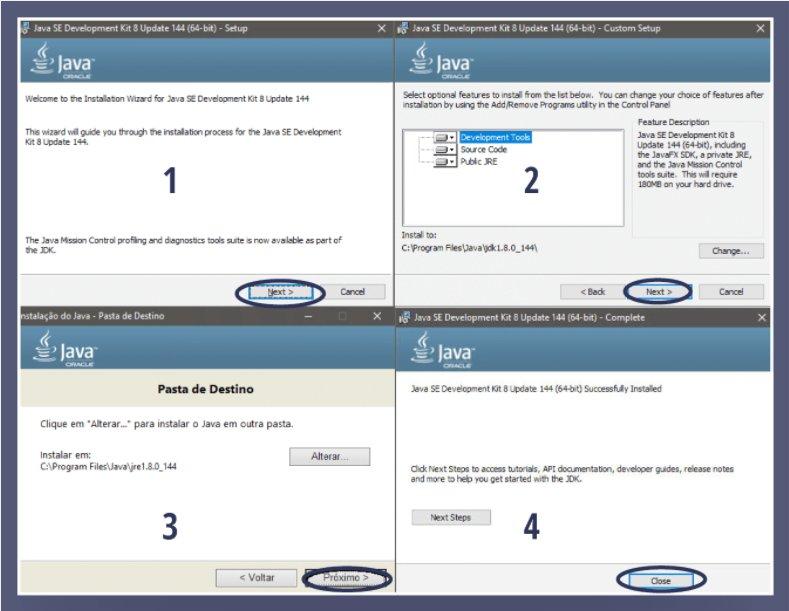 Java SE Development Kit 8 Update 144 (64-bit) - Setup
Java
ORACLE
Welcome to the Installation Wizard for Java SE Development Kit 8 Update 144
This wizard will guide you through the installation process for the Java SE Development
Kit 8 Update 144.
1
The Java Mission Control profiling and diagnostics tools suite is now available as part of
the JDK.
Next >
Cancel
Java SE Development Kit 8 Update 144 (64-bit) - Custom Setup
Java
ORACLE
Select optional features to install from the list below. You can change your choice of features after
installation by using the Add/Remove Programs utility in the Control Panel
Development Tools
Source Code
Public JRE
2
Feature Description
Java SE Development Kit 8
Update 144 (64-bit), including
the JavaFX SDK, a private JRE,
and the Java Mission Control
tools suite. This will require
180MB on your hard drive.
Install to:
C:\Program Files\Java\jdk1.8.0_144\
Change...
< Back
Next >
Cancel
nstalação do Java - Pasta de Destino
Java
ORACLE
Pasta de Destino
Clique em "Alterar..." para instalar o Java em outra pasta.
Instalar em:
C:\Program Files\Java\jre1.8.0_144
Alterar...
3
< Voltar
Próximo >
Java SE Development Kit 8 Update 144 (64-bit) - Complete
Java
ORACLE
Java SE Development Kit 8 Update 144 (64-bit) Successfully Installed
Click Next Steps to access tutorials, API documentation, developer guides, release notes
and more to help you get started with the JDK.
Next Steps
4
Close